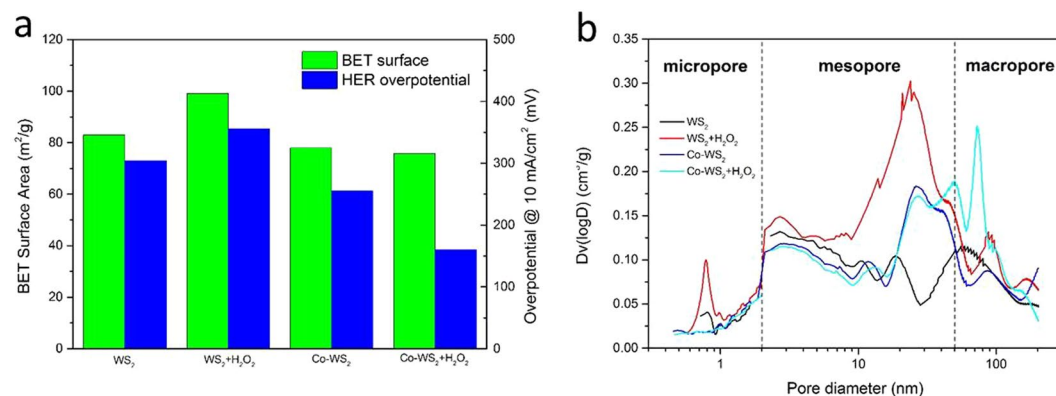 a
BET Surface Area (m²/g)
120
100
80
60
40
20
0
BET surface
HER overpotential
500
400
300
200
100
0
Overpotential @ 10 mA/cm² (mV)
WS₂
WS₂+H₂O₂
Co-WS₂
Co-WS₂+H₂O₂
b
Dv(logD) (cm³/g)
0.35
0.30
0.25
0.20
0.15
0.10
0.05
0.00
micropore
mesopore
macropore
WS₂
WS₂+H₂O₂
Co-WS₂
Co-WS₂+H₂O₂
1
10
100
Pore diameter (nm)